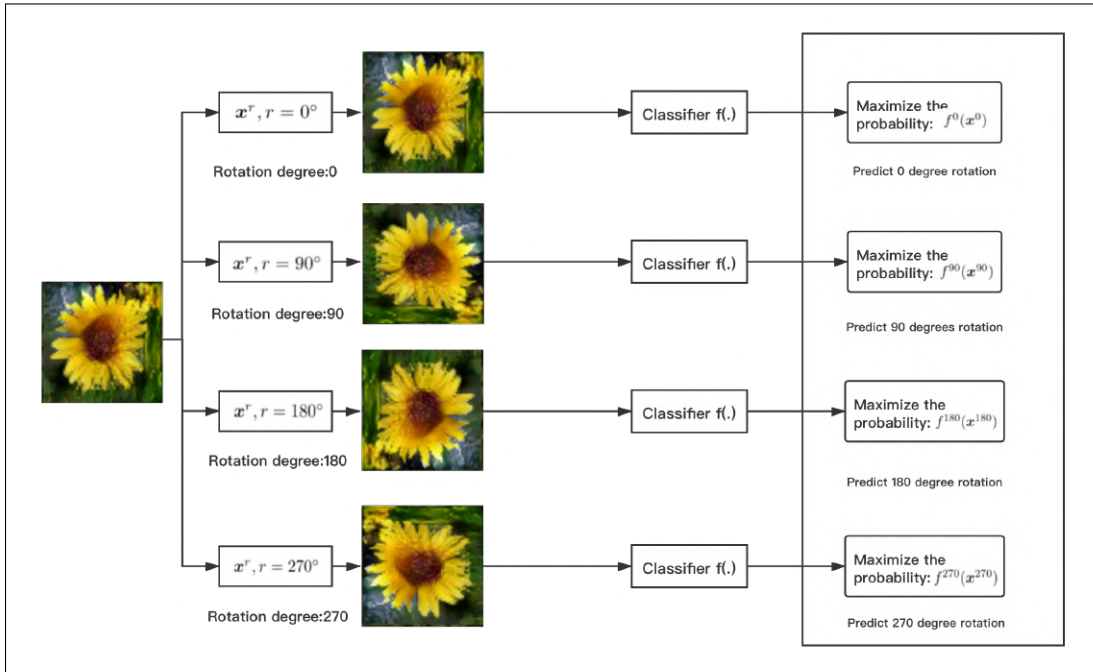 𝒙^r, r = 0°
Rotation degree:0
Classifier f(.)
Maximize the
probability: f^0(𝒙^0)
Predict 0 degree rotation
𝒙^r, r = 90°
Rotation degree:90
Classifier f(.)
Maximize the
probability: f^90(𝒙^90)
Predict 90 degrees rotation
𝒙^r, r = 180°
Rotation degree:180
Classifier f(.)
Maximize the
probability: f^180(𝒙^180)
Predict 180 degree rotation
𝒙^r, r = 270°
Rotation degree:270
Classifier f(.)
Maximize the
probability: f^270(𝒙^270)
Predict 270 degree rotation